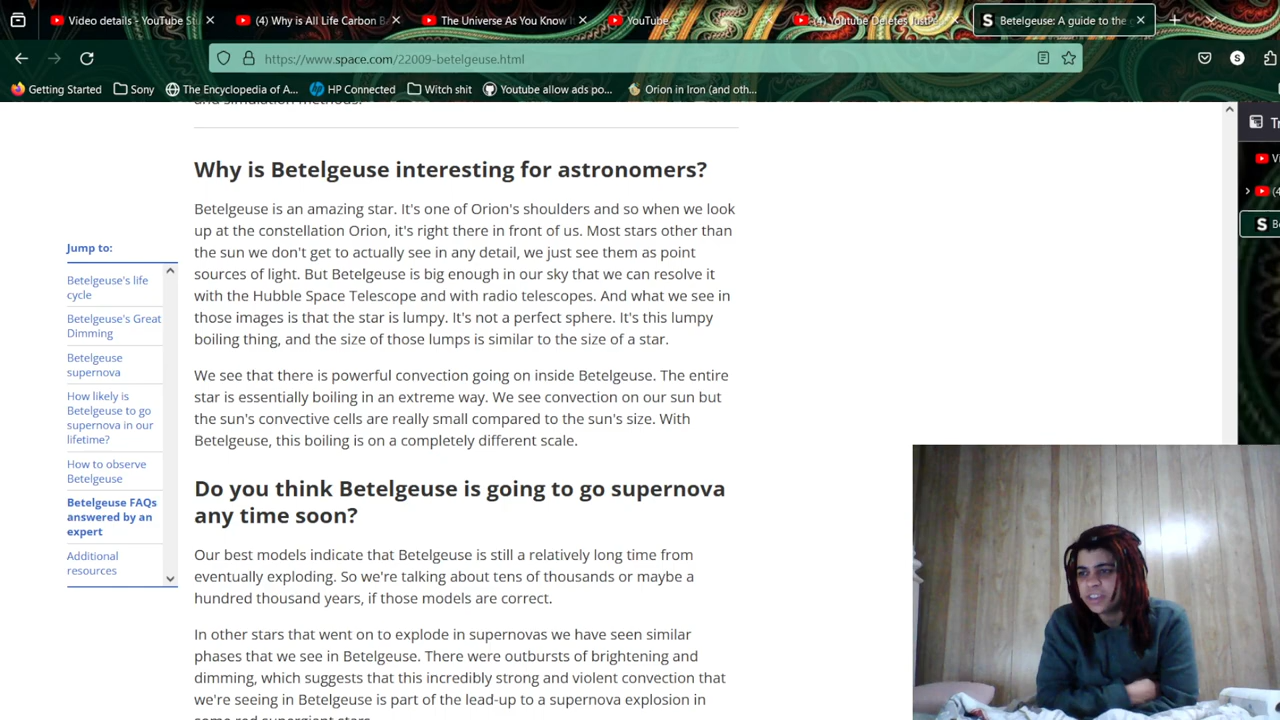 Video details - YouTube St
(4) Why is All Life Carbon B
The Universe As You Know I
YouTube
(4) Youtube Deletes JustPe
Betelgeuse: A guide to the
https://www.space.com/22009-betelgeuse.html
Getting Started
Sony
The Encyclopedia of A...
HP Connected
Witch shit
Youtube allow ads po...
Orion in Iron (and oth...
and simulation methods.
Why is Betelgeuse interesting for astronomers?
Betelgeuse is an amazing star. It's one of Orion's shoulders and so when we look
up at the constellation Orion, it's right there in front of us. Most stars other than
the sun we don't get to actually see in any detail, we just see them as point
sources of light. But Betelgeuse is big enough in our sky that we can resolve it
with the Hubble Space Telescope and with radio telescopes. And what we see in
those images is that the star is lumpy. It's not a perfect sphere. It's this lumpy
boiling thing, and the size of those lumps is similar to the size of a star.
We see that there is powerful convection going on inside Betelgeuse. The entire
star is essentially boiling in an extreme way. We see convection on our sun but
the sun's convective cells are really small compared to the sun's size. With
Betelgeuse, this boiling is on a completely different scale.
Do you think Betelgeuse is going to go supernova
any time soon?
Our best models indicate that Betelgeuse is still a relatively long time from
eventually exploding. So we're talking about tens of thousands or maybe a
hundred thousand years, if those models are correct.
In other stars that went on to explode in supernovas we have seen similar
phases that we see in Betelgeuse. There were outbursts of brightening and
dimming, which suggests that this incredibly strong and violent convection that
we're seeing in Betelgeuse is part of the lead-up to a supernova explosion in
some red supergiant stars.
Jump to:
Betelgeuse's life
cycle
Betelgeuse's Great
Dimming
Betelgeuse
supernova
How likely is
Betelgeuse to go
supernova in our
lifetime?
How to observe
Betelgeuse
Betelgeuse FAQs
answered by an
expert
Additional
resources
Tr
Vi
(4
Be